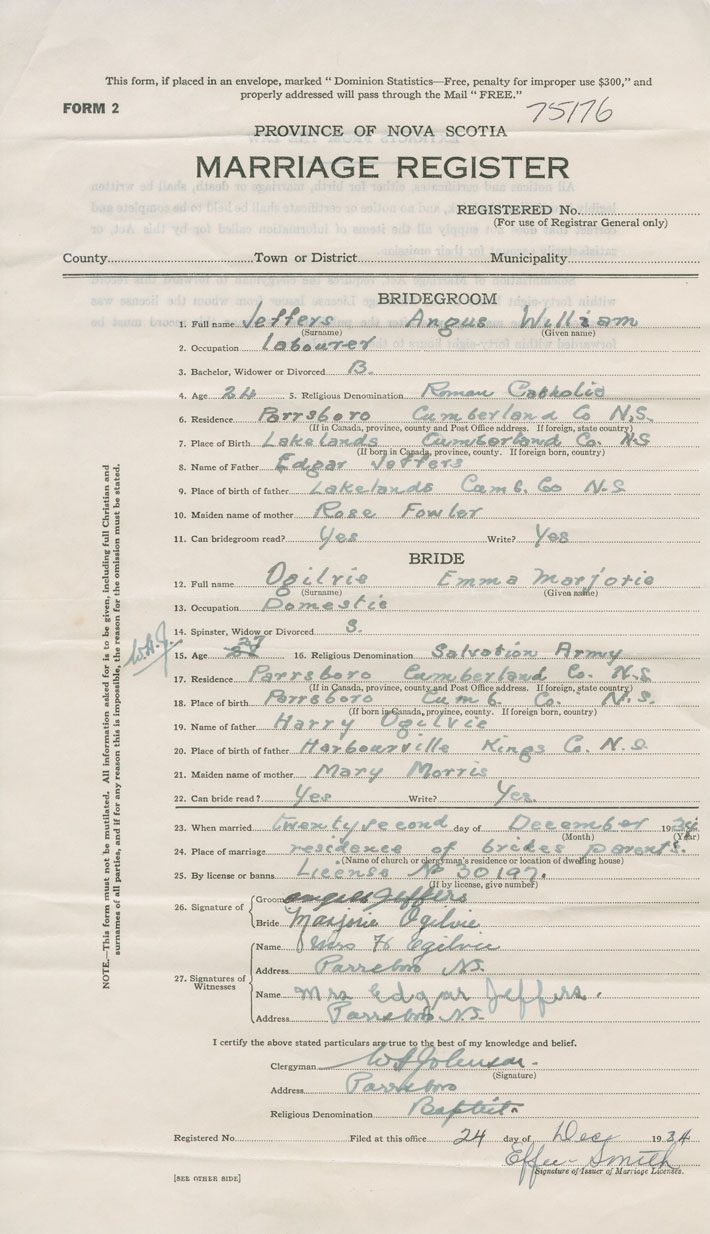 This form, if placed in an envelope, marked “ Dominion Statistics—Free, penalty for improper use $300,” and
properly addressed will pass through the Mail “ FREE.”
FORM 2
75176
PROVINCE OF NOVA SCOTIA
MARRIAGE REGISTER
REGISTERED No.
(For use of Registrar General only)
County Town or District Municipality
BRIDEGROOM
1. Full name Jeffers Angus William
(Surname) (Given name)
2. Occupation Labourer
3. Bachelor, Widower or Divorced B.
4. Age 24 5. Religious Denomination Roman Catholic
6. Residence Parrsboro Cumberland Co N.S.
(If in Canada, province, county and Post Office address. If foreign, state country)
7. Place of Birth Lakelands Cumberland Co. N.S
(If born in Canada, province, county. If foreign born, country)
8. Name of Father Edgar Jeffers
9. Place of birth of father Lakelands Camb. Co N.S
10. Maiden name of mother Rose Fowler
11. Can bridegroom read? Yes Write? Yes
BRIDE
12. Full name Ogilvie Emma Marjorie
(Surname) (Given name)
13. Occupation Domestic
14. Spinster, Widow or Divorced S.
15. Age 27 16. Religious Denomination Salvation Army
W.A.J.
17. Residence Parrsboro Cumberland Co. N.S
(If in Canada, province, county and Post Office address. If foreign, state country)
18. Place of birth Parrsboro Cumb. Co. N.S.
(If born in Canada, province, county. If foreign born, country)
19. Name of father Harry Ogilvie
20. Place of birth of father Harbourville Kings Co. N.S
21. Maiden name of mother Mary Morris
22. Can bride read? Yes Write? Yes.
23. When married twenty second day of December 1934
(Month) (Year)
24. Place of marriage residence of brides parents.
(Name of church or clergyman's residence or location of dwelling house)
25. By license or banns License No 30197.
(If by license, give number)
26. Signature of
Groom Angus Jeffers
Bride Marjorie Ogilvie
27. Signatures of Witnesses
Name Mrs H Ogilvie
Address Parrsboro N.S.
Name Mrs Edgar Jeffers.
Address Parrsboro N.S.
I certify the above stated particulars are true to the best of my knowledge and belief.
Clergyman W A Johnson
(Signature)
Address Parrsboro
Religious Denomination Baptist
Registered No. Filed at this office 24 day of Dec 1934
Effie Smith
Signature of Issuer of Marriage Licenses.
[SEE OTHER SIDE]
NOTE.—This form must not be mutilated. All information asked for is to be given, including full Christian and
surnames of all parties, and if for any reason this is impossible, the reason for the omission must be stated.